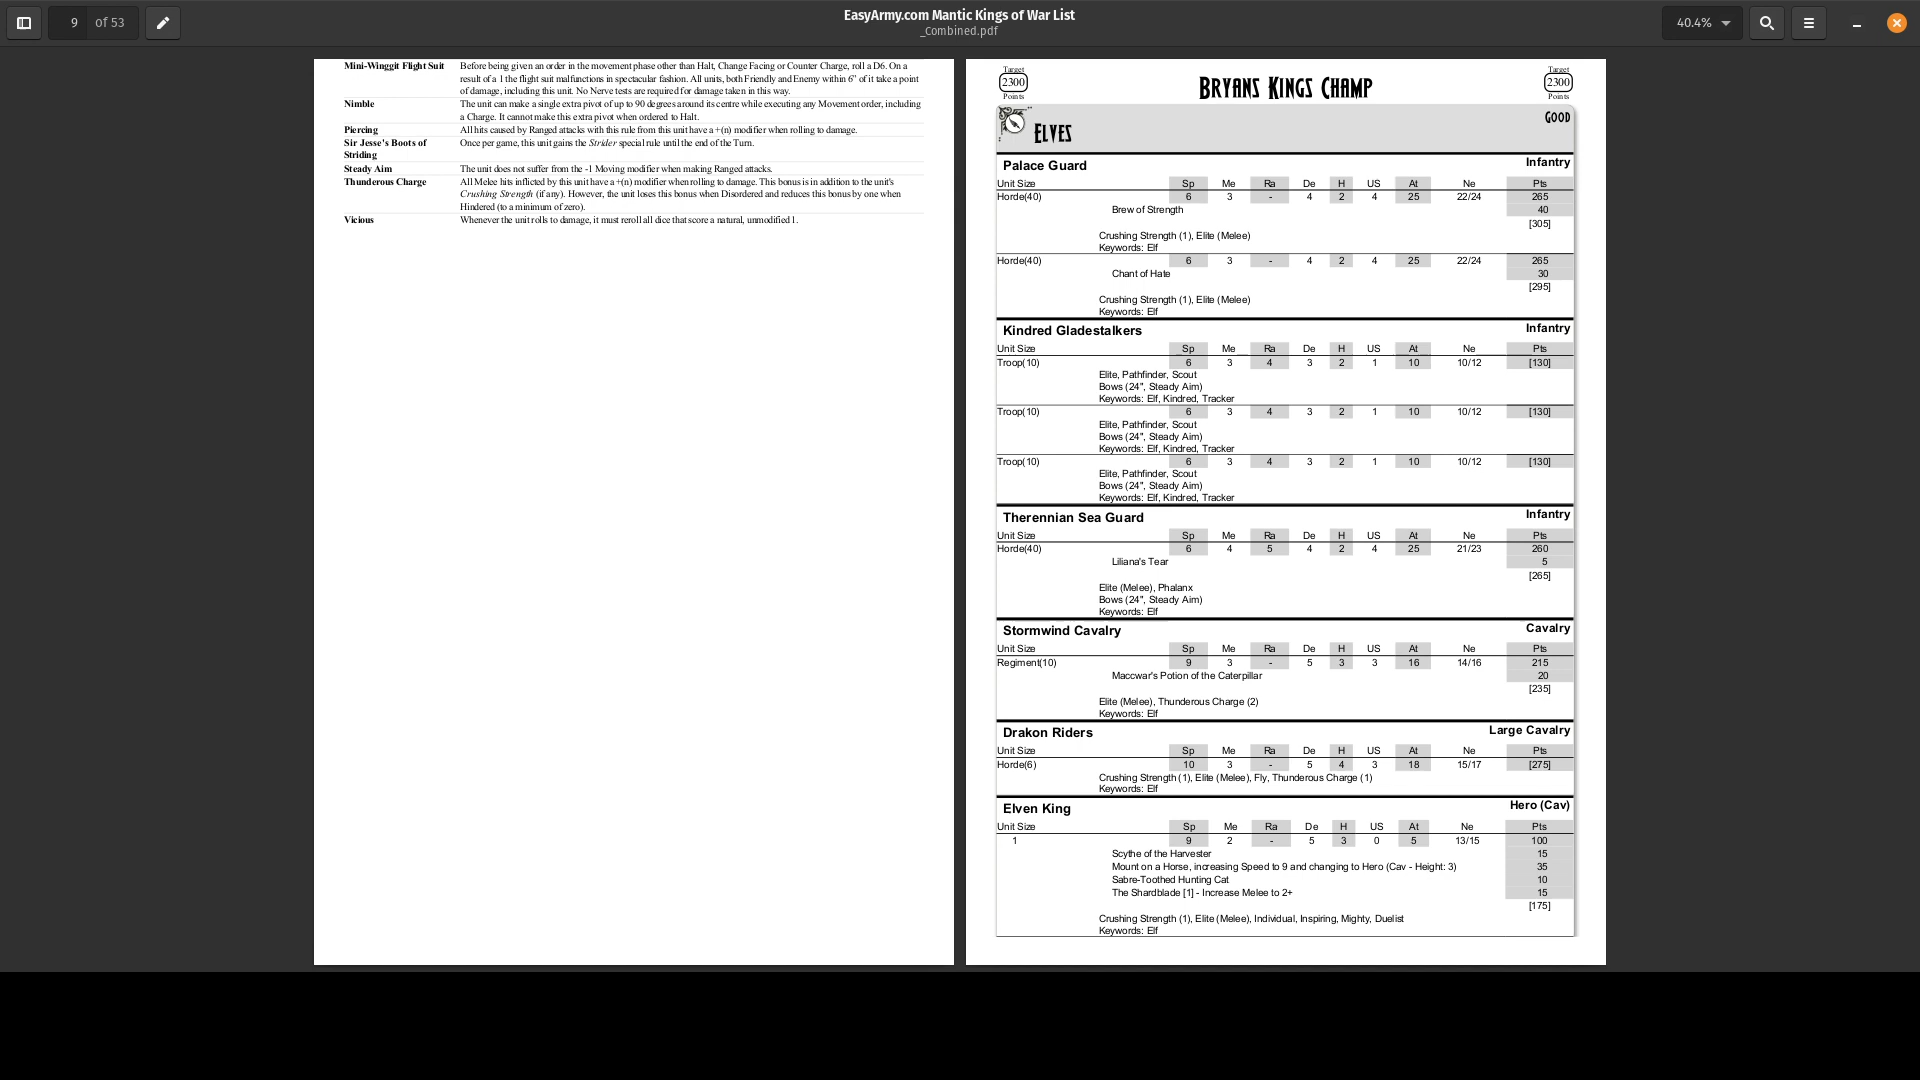 9 of 53
EasyArmy.com Mantic Kings of War List
_Combined.pdf
40.4%
Mini-Winggit Flight Suit Before being given an order in the movement phase other than Halt, Change Facing or Counter Charge, roll a D6. On a
result of a 1 the flight suit malfunctions in spectacular fashion. All units, both Friendly and Enemy within 6" of it take a point
of damage, including this unit. No Nerve tests are required for damage taken in this way.
Nimble The unit can make a single extra pivot of up to 90 degrees around its centre while executing any Movement order, including
a Charge. It cannot make this extra pivot when ordered to Halt.
Piercing All hits caused by Ranged attacks with this rule from this unit have a +(n) modifier when rolling to damage.
Sir Jesse's Boots of Once per game, this unit gains the Strider special rule until the end of the Turn.
Striding
Steady Aim The unit does not suffer from the -1 Moving modifier when making Ranged attacks.
Thunderous Charge All Melee hits inflicted by this unit have a +(n) modifier when rolling to damage. This bonus is in addition to the unit's
Crushing Strength (if any). However, the unit loses this bonus when Disordered and reduces this bonus by one when
Hindered (to a minimum of zero).
Vicious Whenever the unit rolls to damage, it must reroll all dice that score a natural, unmodified 1.
Target Target
2300 Bryans Kings Champ 2300
Points Points
Good
Elves
Palace Guard Infantry
Unit Size Sp Me Ra De H US At Ne Pts
Horde(40) 6 3 - 4 2 4 25 22/24 265
Brew of Strength 40
[305]
Crushing Strength (1), Elite (Melee)
Keywords: Elf
Horde(40) 6 3 - 4 2 4 25 22/24 265
Chant of Hate 30
[295]
Crushing Strength (1), Elite (Melee)
Keywords: Elf
Kindred Gladestalkers Infantry
Unit Size Sp Me Ra De H US At Ne Pts
Troop(10) 6 3 4 3 2 1 10 10/12 [130]
Elite, Pathfinder, Scout
Bows (24", Steady Aim)
Keywords: Elf, Kindred, Tracker
Troop(10) 6 3 4 3 2 1 10 10/12 [130]
Elite, Pathfinder, Scout
Bows (24", Steady Aim)
Keywords: Elf, Kindred, Tracker
Troop(10) 6 3 4 3 2 1 10 10/12 [130]
Elite, Pathfinder, Scout
Bows (24", Steady Aim)
Keywords: Elf, Kindred, Tracker
Therennian Sea Guard Infantry
Unit Size Sp Me Ra De H US At Ne Pts
Horde(40) 6 4 5 4 2 4 25 21/23 260
Liliana's Tear 5
[265]
Elite (Melee), Phalanx
Bows (24", Steady Aim)
Keywords: Elf
Stormwind Cavalry Cavalry
Unit Size Sp Me Ra De H US At Ne Pts
Regiment(10) 9 3 - 5 3 3 16 14/16 215
Maccwar's Potion of the Caterpillar 20
[235]
Elite (Melee), Thunderous Charge (2)
Keywords: Elf
Drakon Riders Large Cavalry
Unit Size Sp Me Ra De H US At Ne Pts
Horde(6) 10 3 - 5 4 3 18 15/17 [275]
Crushing Strength (1), Elite (Melee), Fly, Thunderous Charge (1)
Keywords: Elf
Elven King Hero (Cav)
Unit Size Sp Me Ra De H US At Ne Pts
1 9 2 - 5 3 0 5 13/15 100
Scythe of the Harvester 15
Mount on a Horse, increasing Speed to 9 and changing to Hero (Cav - Height: 3) 35
Sabre-Toothed Hunting Cat 10
The Shardblade [1] - Increase Melee to 2+ 15
[175]
Crushing Strength (1), Elite (Melee), Individual, Inspiring, Mighty, Duelist
Keywords: Elf